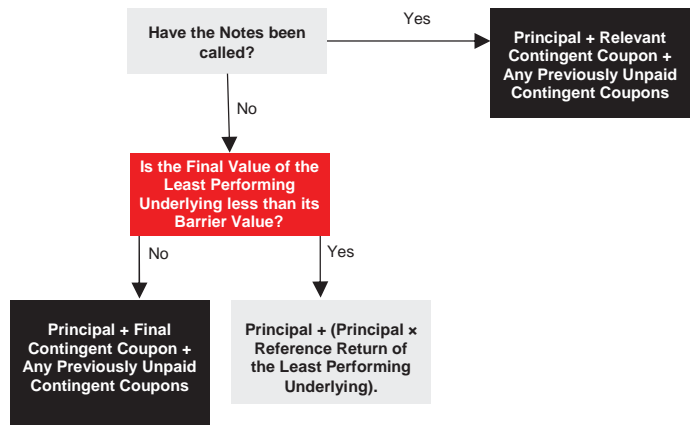 Have the Notes been
called?
Yes
Principal + Relevant
Contingent Coupon +
Any Previously Unpaid
Contingent Coupons
No
Is the Final Value of the
Least Performing
Underlying less than its
Barrier Value?
No
Yes
Principal + Final
Contingent Coupon +
Any Previously Unpaid
Contingent Coupons
Principal + (Principal ×
Reference Return of
the Least Performing
Underlying).